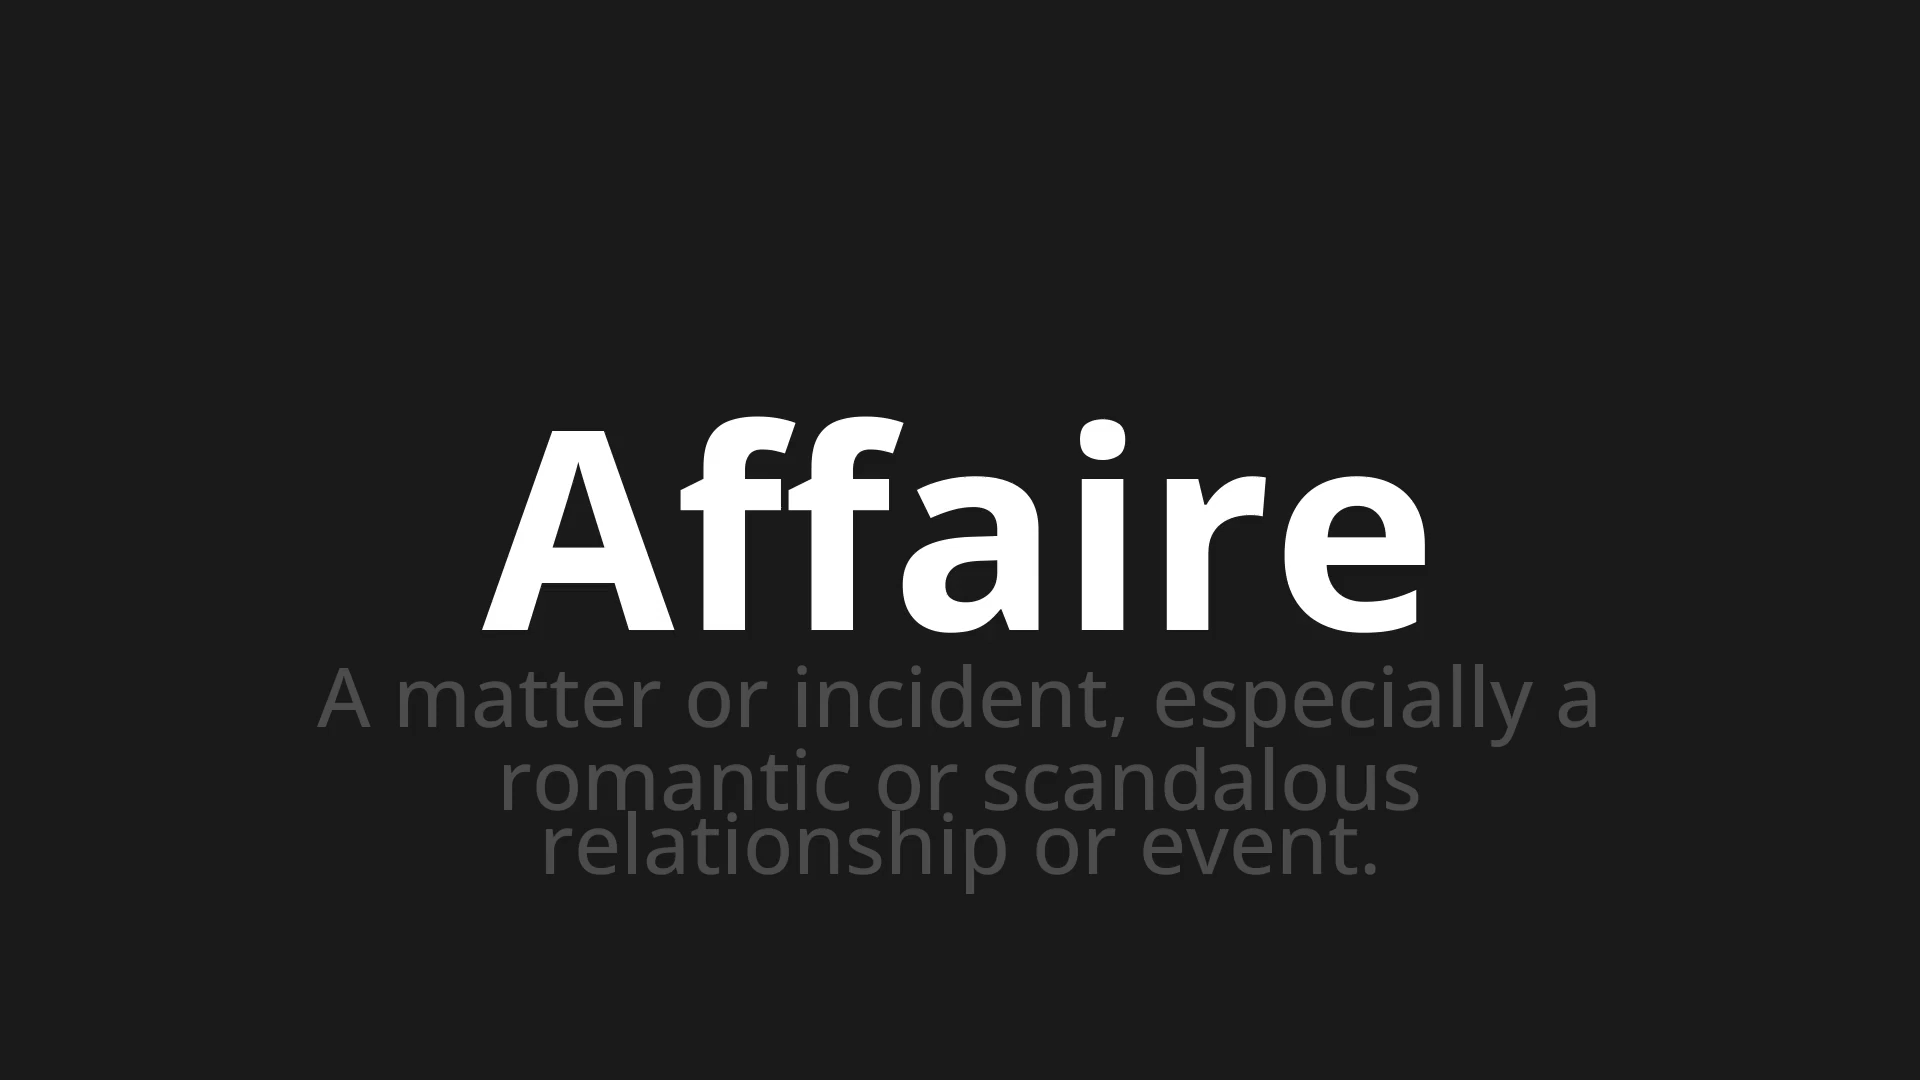 Affaire
A matter or incident, especially a
romantic or scandalous
relationship or event.